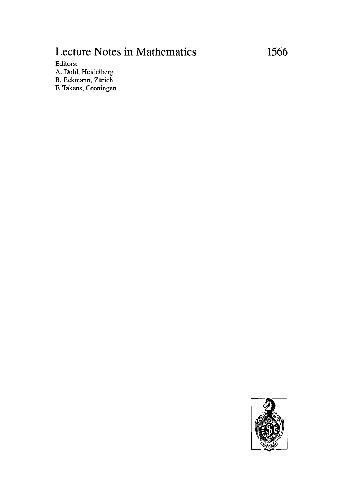 Lecture Notes in Mathematics 1566
Editors:
A. Dold, Heidelberg
B. Eckmann, Zürich
F. Takens, Groningen